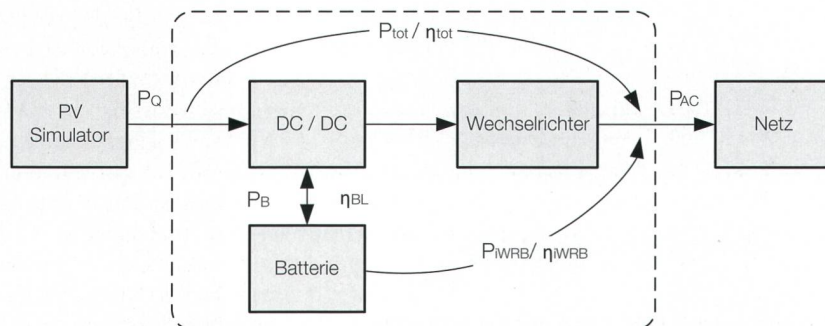 Ptot / ηtot
PV
Simulator
PQ
DC / DC
Wechselrichter
PAC
Netz
PB
ηBL
Batterie
PiWRB/ ηiWRB